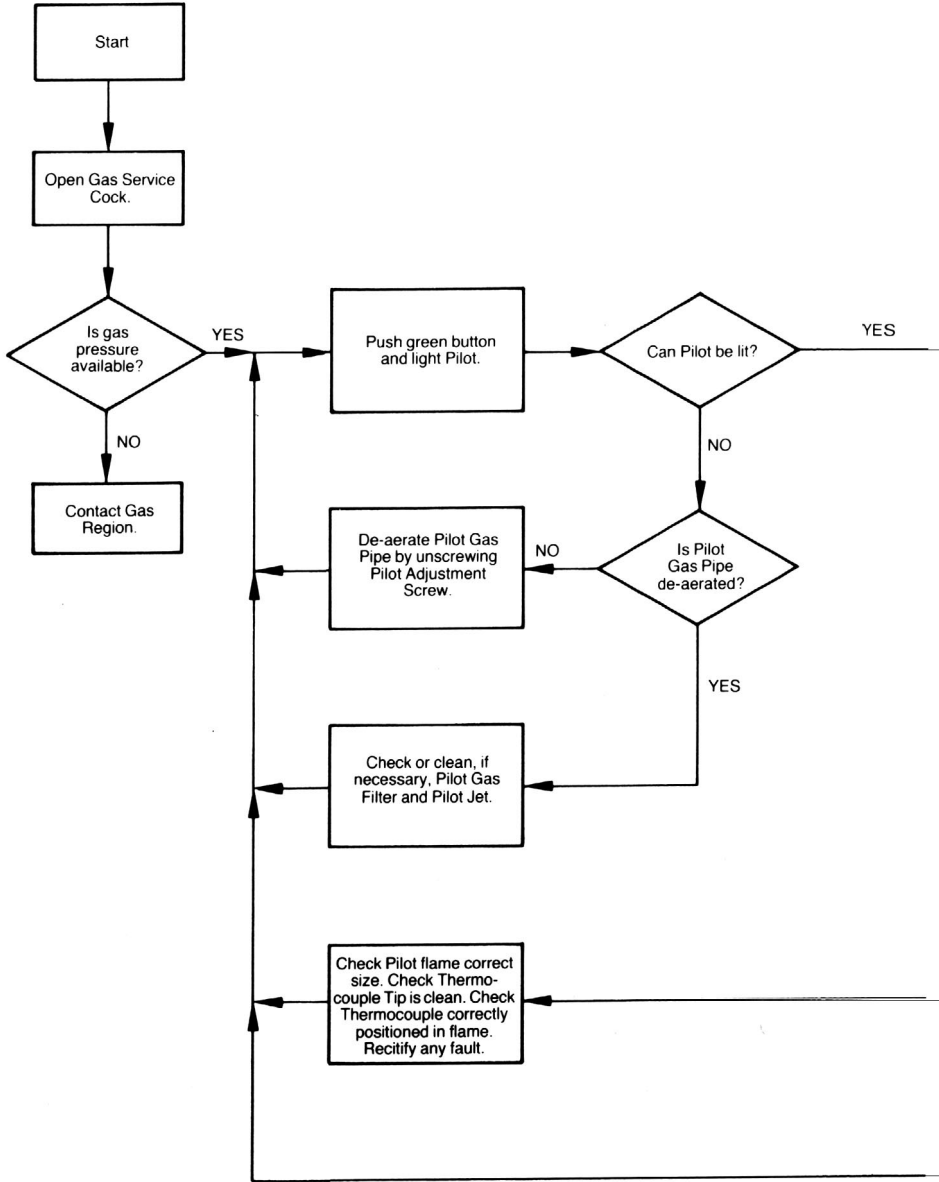 Start
Open Gas Service
Cock.
Is gas
pressure
available?
YES
NO
Contact Gas
Region.
Push green button
and light Pilot.
Can Pilot be lit?
YES
NO
Is Pilot
Gas Pipe
de-aerated?
NO
De-aerate Pilot Gas
Pipe by unscrewing
Pilot Adjustment
Screw.
YES
Check or clean, if
necessary, Pilot Gas
Filter and Pilot Jet.
Check Pilot flame correct
size. Check Thermo-
couple Tip is clean. Check
Thermocouple correctly
positioned in flame.
Recitify any fault.